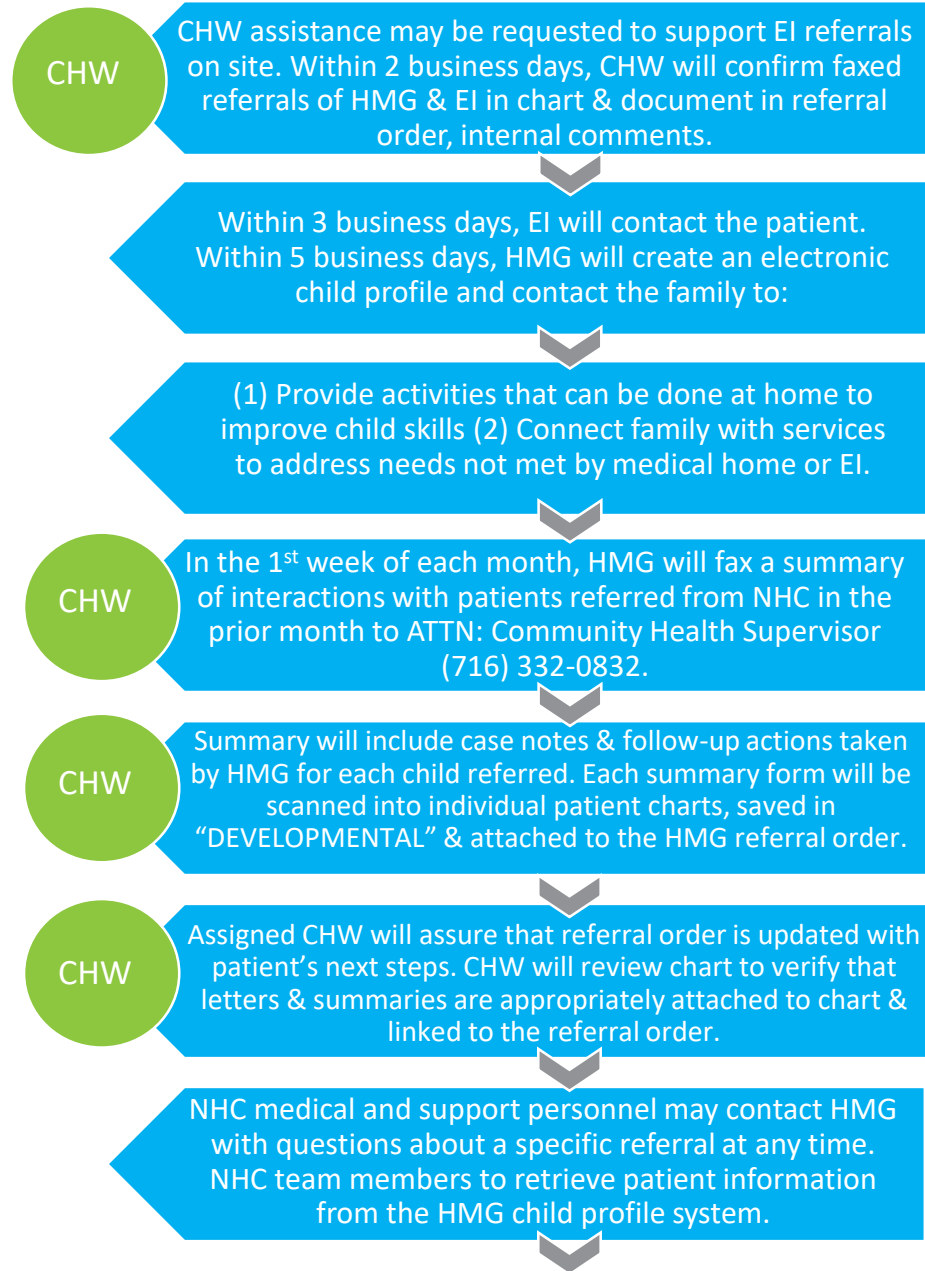 CHW
CHW assistance may be requested to support EI referrals
on site. Within 2 business days, CHW will confirm faxed
referrals of HMG & EI in chart & document in referral
order, internal comments.
Within 3 business days, EI will contact the patient.
Within 5 business days, HMG will create an electronic
child profile and contact the family to:
(1) Provide activities that can be done at home to
improve child skills (2) Connect family with services
to address needs not met by medical home or EI.
CHW
In the 1st week of each month, HMG will fax a summary
of interactions with patients referred from NHC in the
prior month to ATTN: Community Health Supervisor
(716) 332-0832.
CHW
Summary will include case notes & follow-up actions taken
by HMG for each child referred. Each summary form will be
scanned into individual patient charts, saved in
“DEVELOPMENTAL” & attached to the HMG referral order.
CHW
Assigned CHW will assure that referral order is updated with
patient’s next steps. CHW will review chart to verify that
letters & summaries are appropriately attached to chart &
linked to the referral order.
NHC medical and support personnel may contact HMG
with questions about a specific referral at any time.
NHC team members to retrieve patient information
from the HMG child profile system.